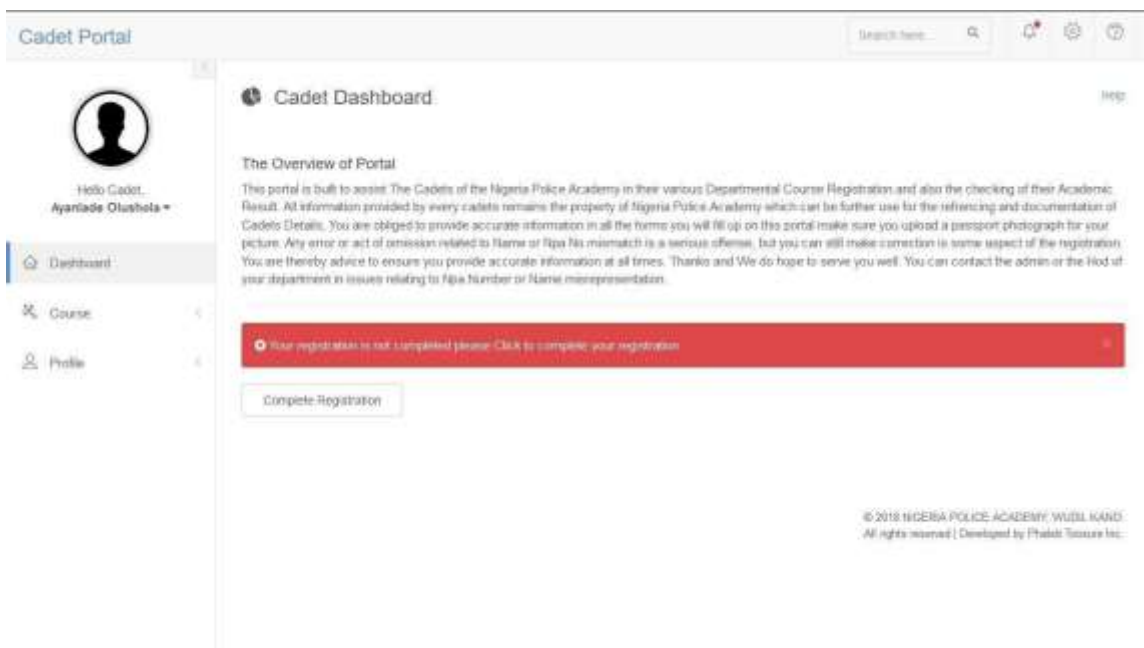 Cadet Portal
Search here...
Hello Cadet,
Ayanlade Olushola
Dashboard
Course
Profile
Cadet Dashboard
Help
The Overview of Portal
This portal is built to assist The Cadets of the Nigeria Police Academy in their various Departmental Course Registration and also the checking of their Academic
Result. All information provided by every cadets remains the property of Nigeria Police Academy which can be further use for the refrencing and documentation of
Cadets Details, You are obliged to provide accurate information in all the forms you will fill up on this portal make sure you upload a passport photograph for your
picture. Any error or act of omission related to Name or Npa No mismatch is a serious offense, but you can still make correction is some aspect of the registration.
You are thereby advice to ensure you provide accurate information at all times. Thanks and We do hope to serve you well. You can contact the admin or the Hod of
your department in issues relating to Npa Number or Name misrepresentation.
Your registration is not completed please Click to complete your registration
Complete Registration
© 2018 NIGERIA POLICE ACADEMY, WUDIL KANO.
All rights reserved | Developed by Inc.